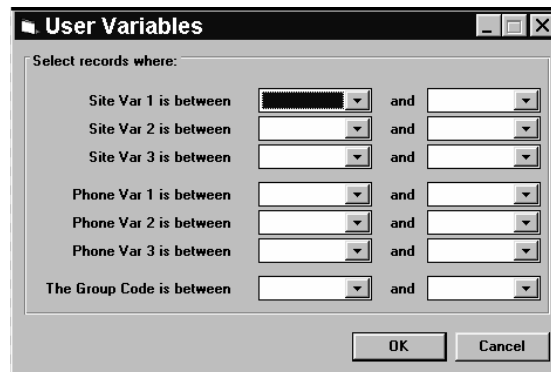 User Variables
Select records where:
Site Var 1 is between and
Site Var 2 is between and
Site Var 3 is between and
Phone Var 1 is between and
Phone Var 2 is between and
Phone Var 3 is between and
The Group Code is between and
OK Cancel